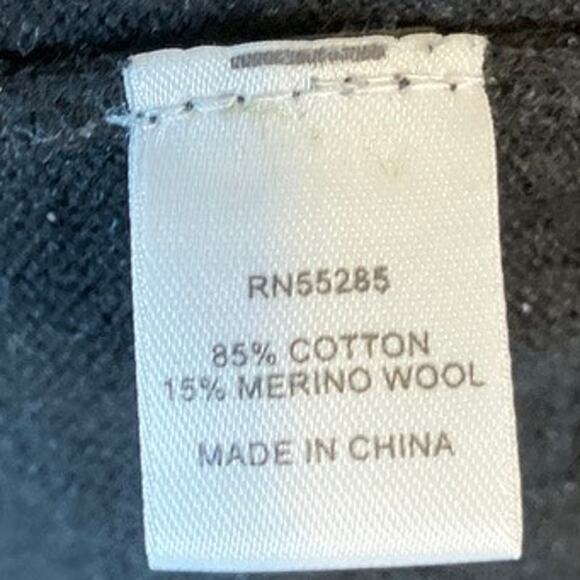 RN55285
85% COTTON
15% MERINO WOOL
MADE IN CHINA